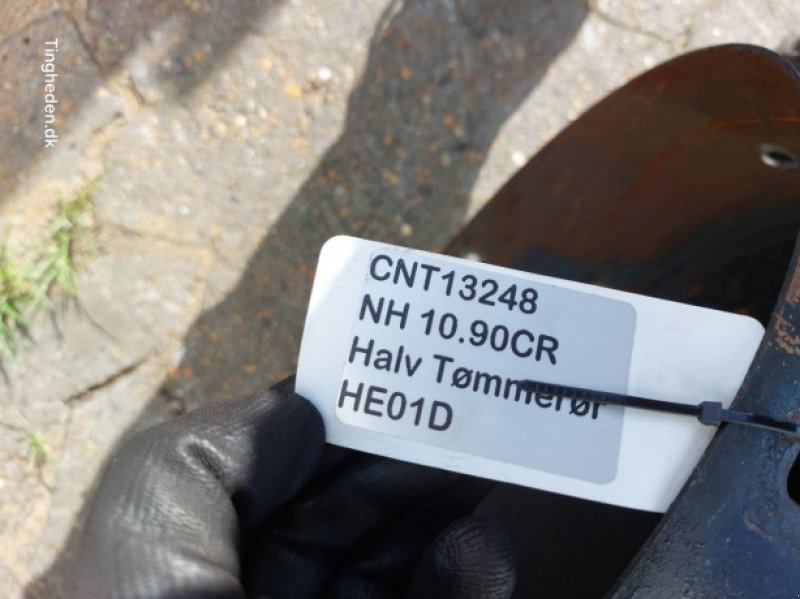 Tingheden.dk
CNT13248
NH 10.90CR
Halv Tømmerør
HE01D